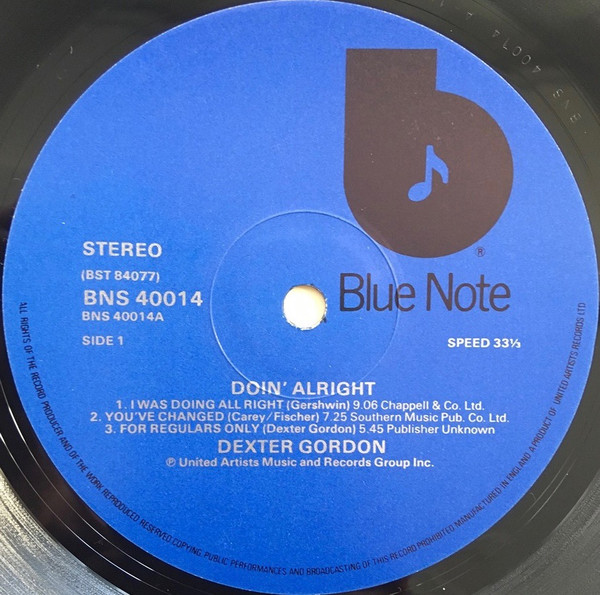 Blue Note
®
STEREO
(BST 84077)
BNS 40014
BNS 40014A
SIDE 1
SPEED 33⅓
DOIN' ALRIGHT
1. I WAS DOING ALL RIGHT (Gershwin) 9.06 Chappell & Co. Ltd.
2. YOU'VE CHANGED (Carey/Fischer) 7.25 Southern Music Pub. Co. Ltd.
3. FOR REGULARS ONLY (Dexter Gordon) 5.45 Publisher Unknown
DEXTER GORDON
℗ United Artists Music and Records Group Inc.
ALL RIGHTS OF THE RECORD PRODUCER AND OF THE WORK REPRODUCED RESERVED. COPYING, PUBLIC PERFORMANCES AND BROADCASTING OF THIS RECORD PROHIBITED. MANUFACTURED IN ENGLAND. A PRODUCT OF UNITED ARTISTS RECORDS LTD